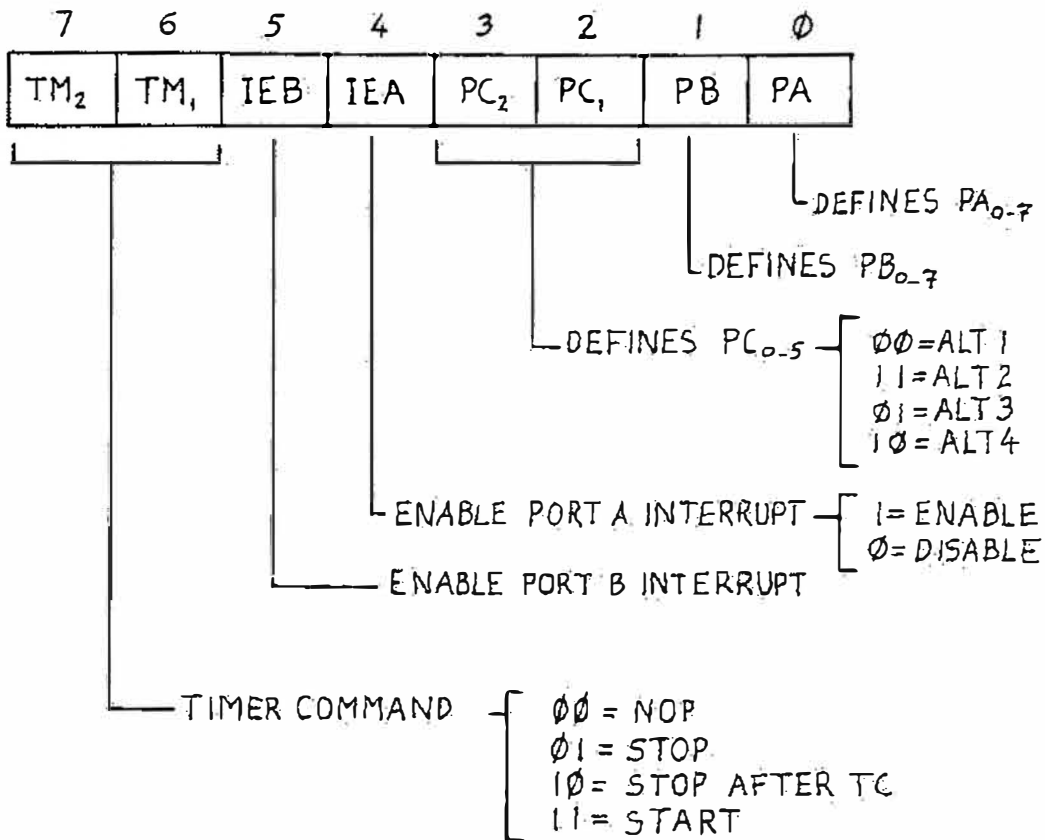 7 6 5 4 3 2 1 Ø
TM₂ TM₁ IEB IEA PC₂ PC₁ PB PA
DEFINES PA₀₋₇
DEFINES PB₀₋₇
DEFINES PC₀₋₅
ØØ=ALT 1
11=ALT 2
Ø1=ALT 3
1Ø=ALT 4
ENABLE PORT A INTERRUPT
1=ENABLE
Ø=DISABLE
ENABLE PORT B INTERRUPT
TIMER COMMAND
ØØ = NOP
Ø1 = STOP
1Ø = STOP AFTER TC
11 = START